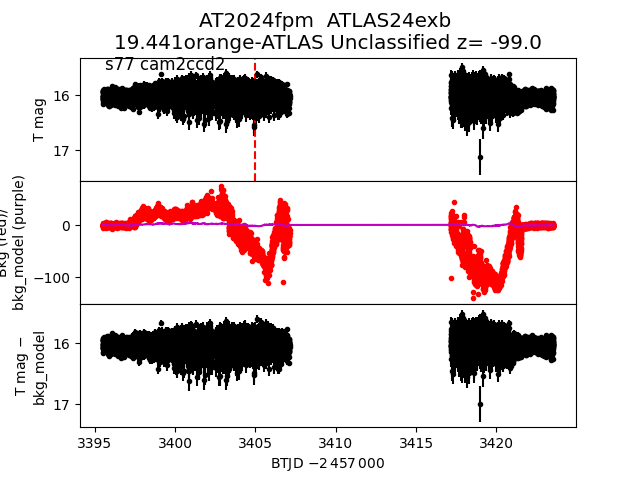 AT2024fpm  ATLAS24exb
19.441orange-ATLAS Unclassified z= -99.0
s77 cam2ccd2
T mag
16
17
Bkg (red)/
bkg_model (purple)
0
−100
T mag −
bkg_model
16
17
3395 3400 3405 3410 3415 3420
BTJD −2 457 000